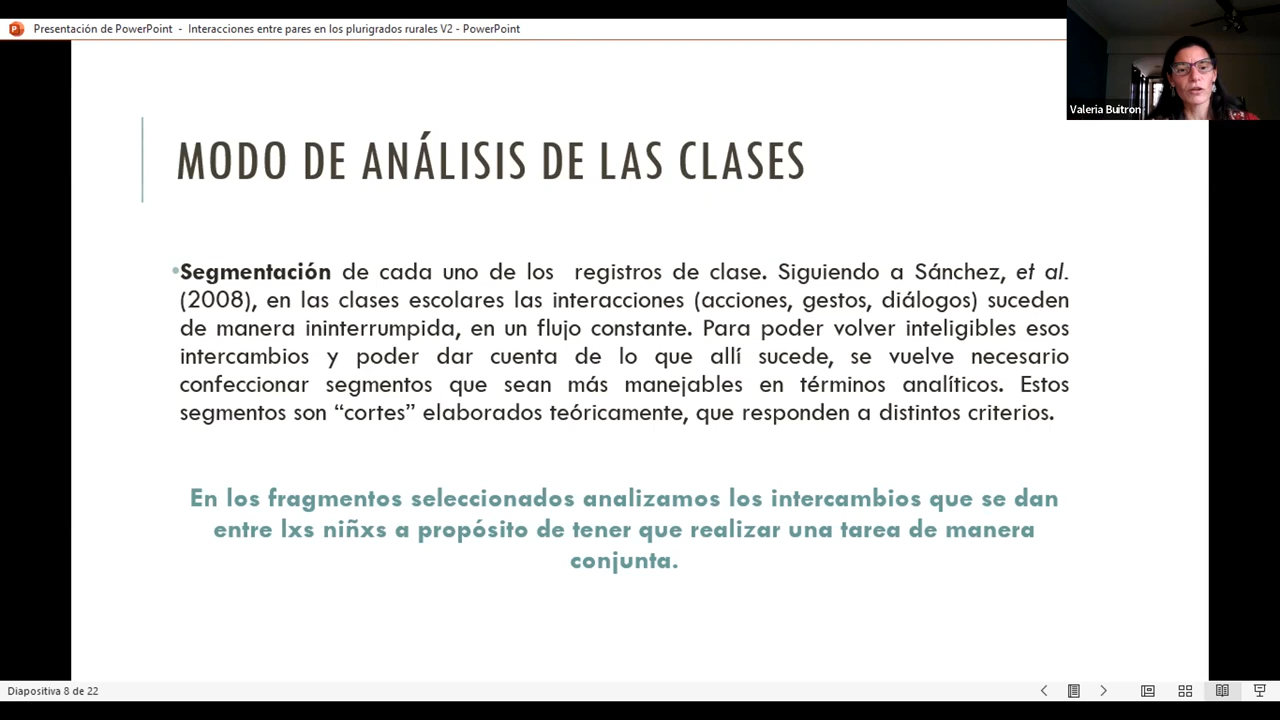 Presentación de PowerPoint - Interacciones entre pares en los plurigrados rurales V2 - PowerPoint
Valeria Buitron
MODO DE ANÁLISIS DE LAS CLASES
•Segmentación de cada uno de los registros de clase. Siguiendo a Sánchez, et al.
(2008), en las clases escolares las interacciones (acciones, gestos, diálogos) suceden
de manera ininterrumpida, en un flujo constante. Para poder volver inteligibles esos
intercambios y poder dar cuenta de lo que allí sucede, se vuelve necesario
confeccionar segmentos que sean más manejables en términos analíticos. Estos
segmentos son “cortes” elaborados teóricamente, que responden a distintos criterios.
En los fragmentos seleccionados analizamos los intercambios que se dan
entre lxs niñxs a propósito de tener que realizar una tarea de manera
conjunta.
Diapositiva 8 de 22